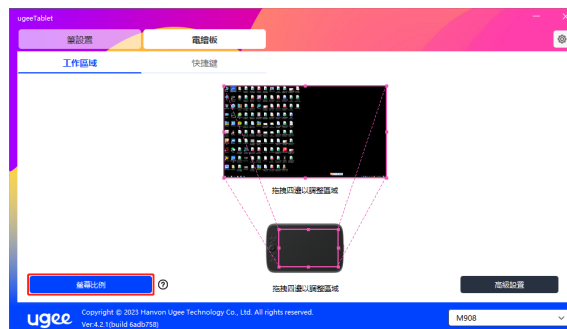 ugeeTablet
筆設置
電繪板
工作區域
快捷鍵
拖拽四邊以調整區域
拖拽四邊以調整區域
螢幕比例
高級設置
ugee
Copyright © 2023 Hanvon Ugee Technology Co., Ltd. All rights reserved.
Ver:4.2.1(build 6adb758)
M908